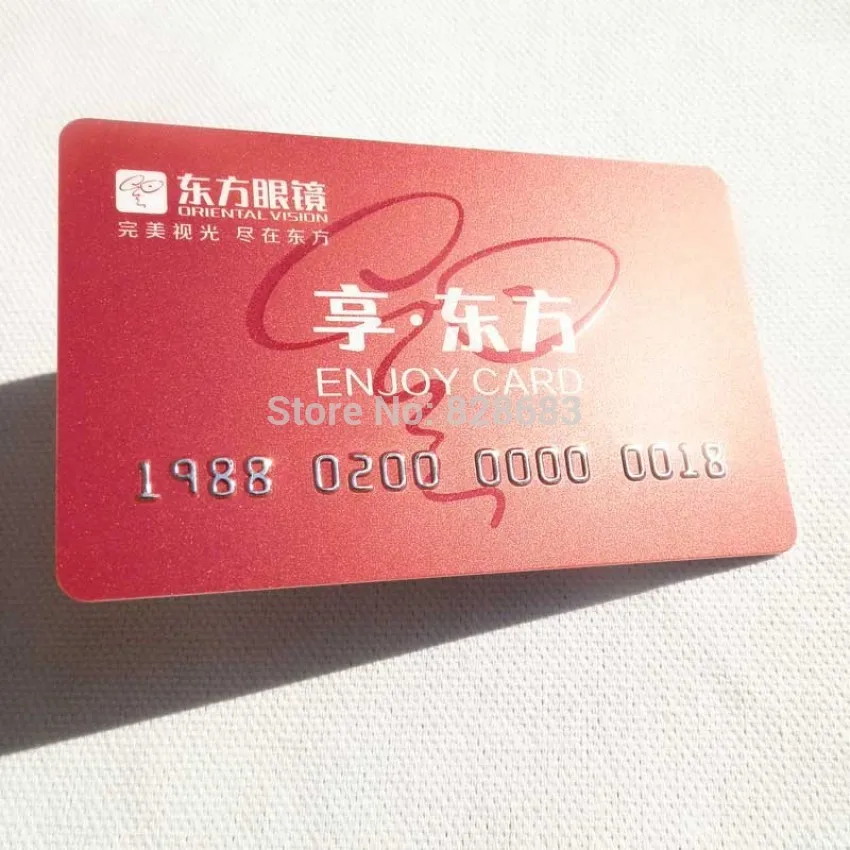 东方眼镜
ORIENTAL VISION
完美视光 尽在东方
享·东方
ENJOY CARD
Store No: 828683
1988 0200 0000 0018